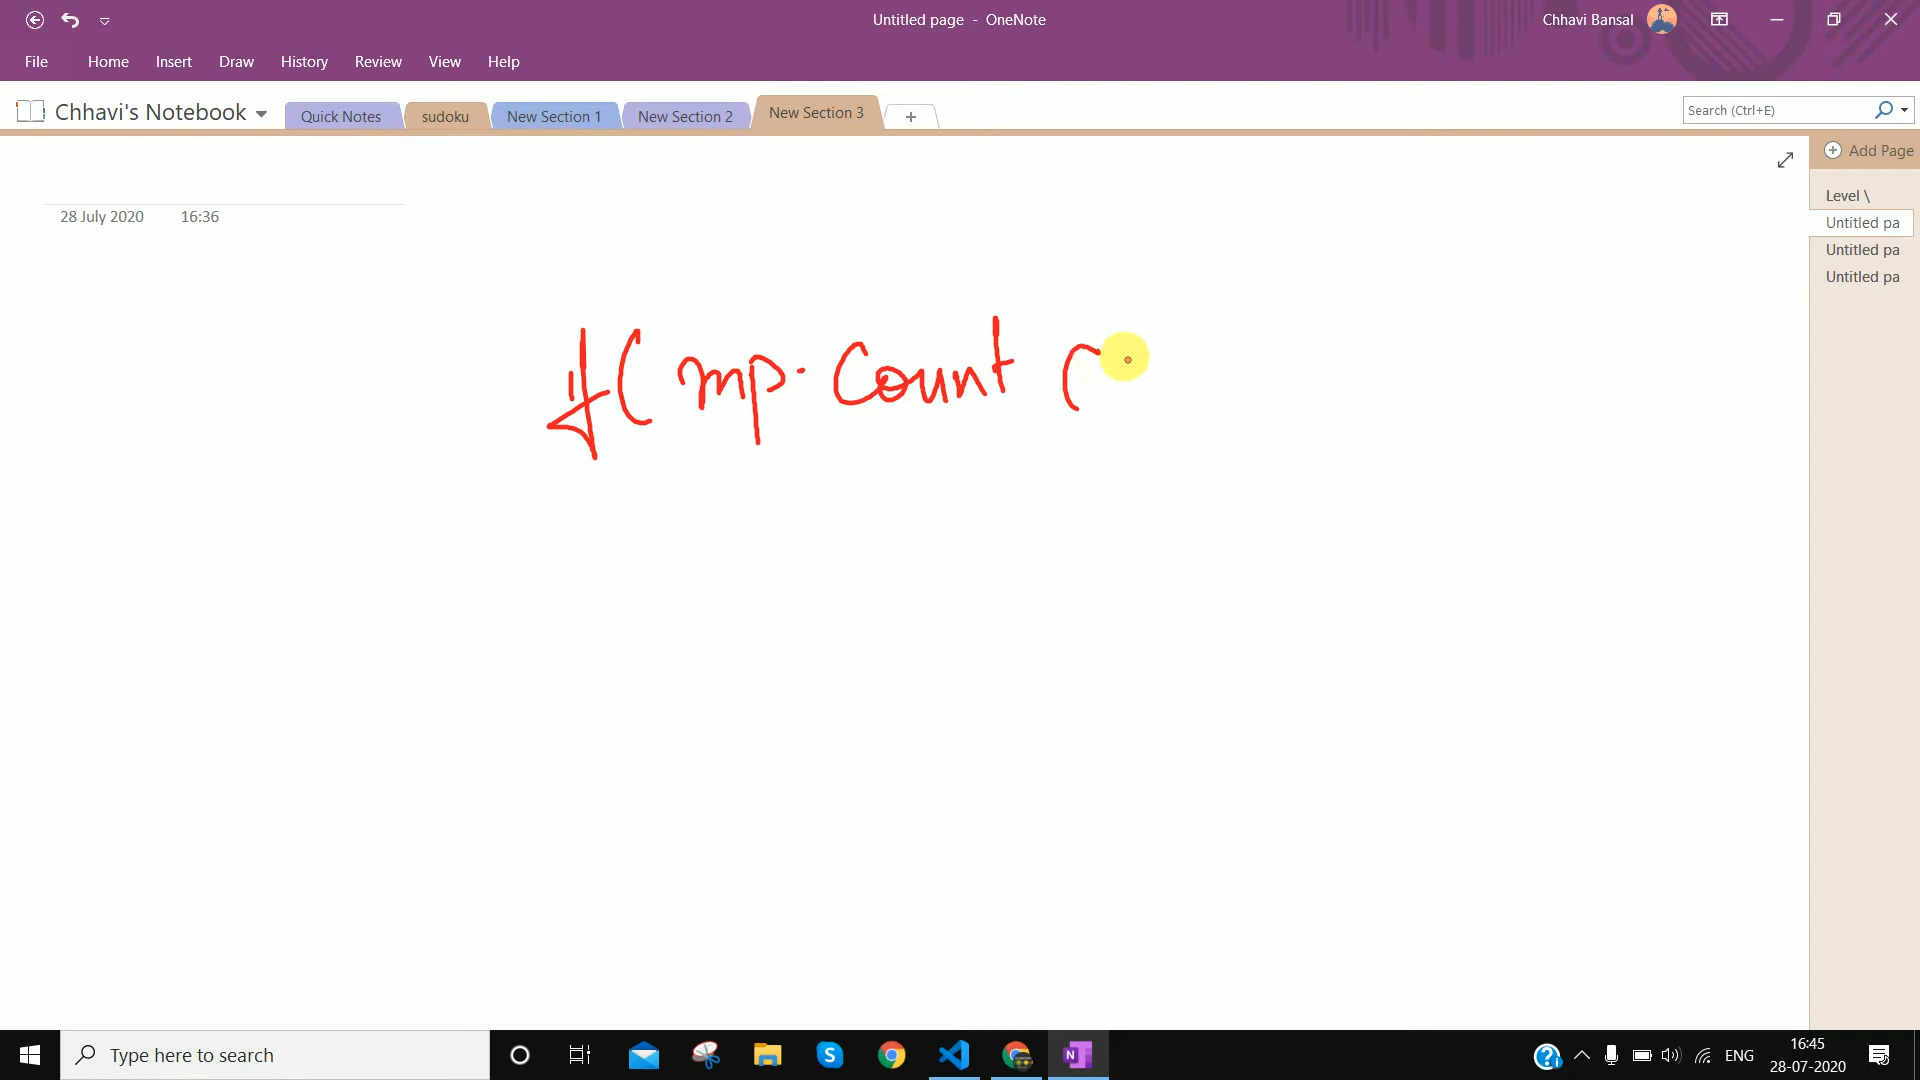 Untitled page - OneNote
Chhavi Bansal
File Home Insert Draw History Review View Help
Chhavi's Notebook
Quick Notes
sudoku
New Section 1
New Section 2
New Section 3
+
Search (Ctrl+E)
Add Page
Level \
Untitled pa
Untitled pa
Untitled pa
28 July 2020 16:36
if( mp. Count (
Type here to search
ENG
16:45
28-07-2020